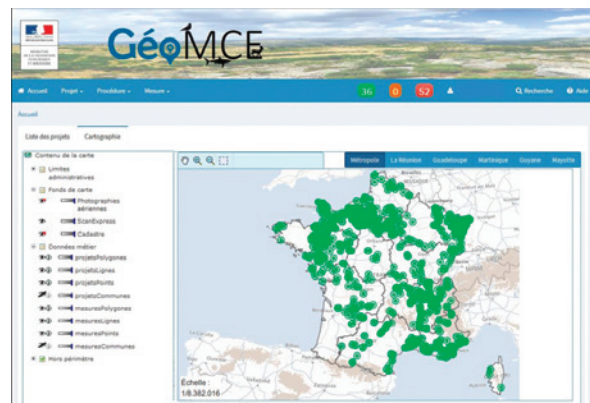 GéoMCE
Accueil Projet Procédure Mesure 36 0 52 Recherche Aide
Accueil
Liste des projets Cartographie
Contenu de la carte
Limites
administratives
Fonds de carte
Photographies
aériennes
ScanExpress
Cadastre
Données métier
projetsPolygones
projetsLignes
projetsPoints
projetsCommunes
mesuresPolygones
mesuresLignes
mesuresPoints
mesuresCommunes
Hors périmètre
Métropole La Réunion Guadeloupe Martinique Guyane Mayotte
Échelle :
1/8.382.016